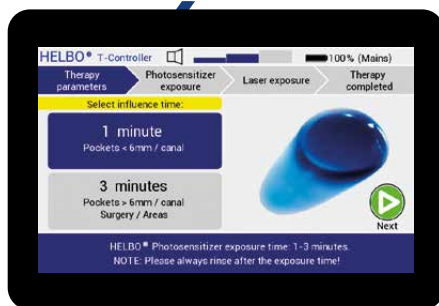 HELBO® T-Controller 100% (Mains)
Therapy parameters
Photosensitizer exposure
Laser exposure
Therapy completed
Select influence time:
1 minute
Pockets < 6mm / canal
3 minutes
Pockets > 6mm / canal
Surgery / Areas
Next
HELBO® Photosensitizer exposure time: 1-3 minutes.
NOTE: Please always rinse after the exposure time!